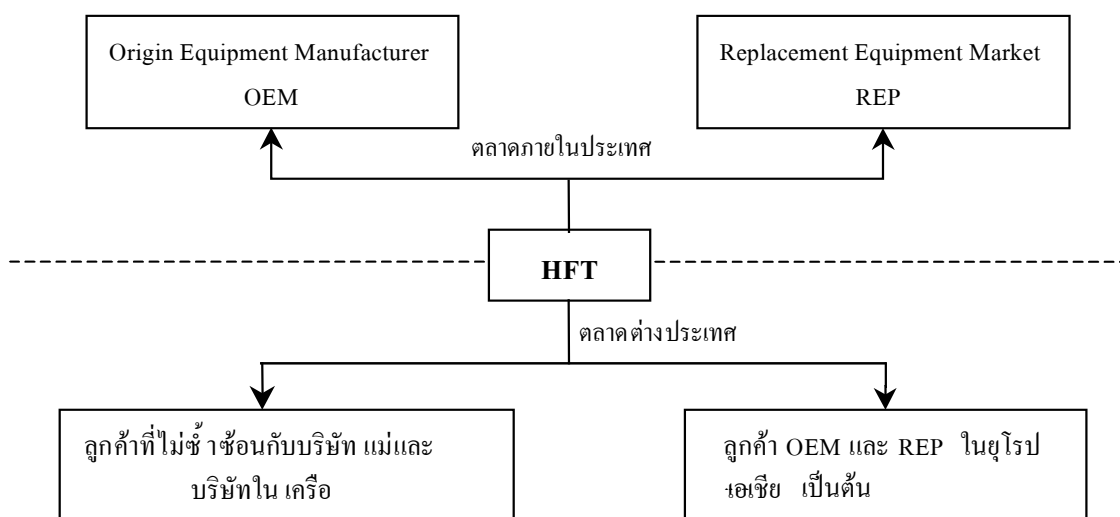 Origin Equipment Manufacturer
OEM
Replacement Equipment Market
REP
ตลาดภายในประเทศ
HFT
ตลาดต่างประเทศ
ลูกค้าที่ไม่ซ้ำซ้อนกับบริษัทแม่และ
บริษัทในเครือ
ลูกค้า OEM และ REP ในยุโรป
เอเชีย เป็นต้น